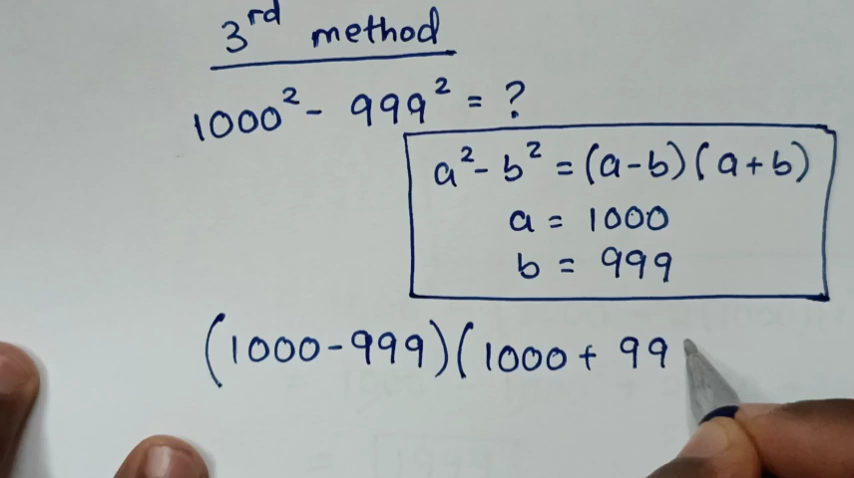 3rd method
1000² - 999² = ?
a² - b² = (a-b)(a+b)
a = 1000
b = 999
(1000-999)(1000 + 99